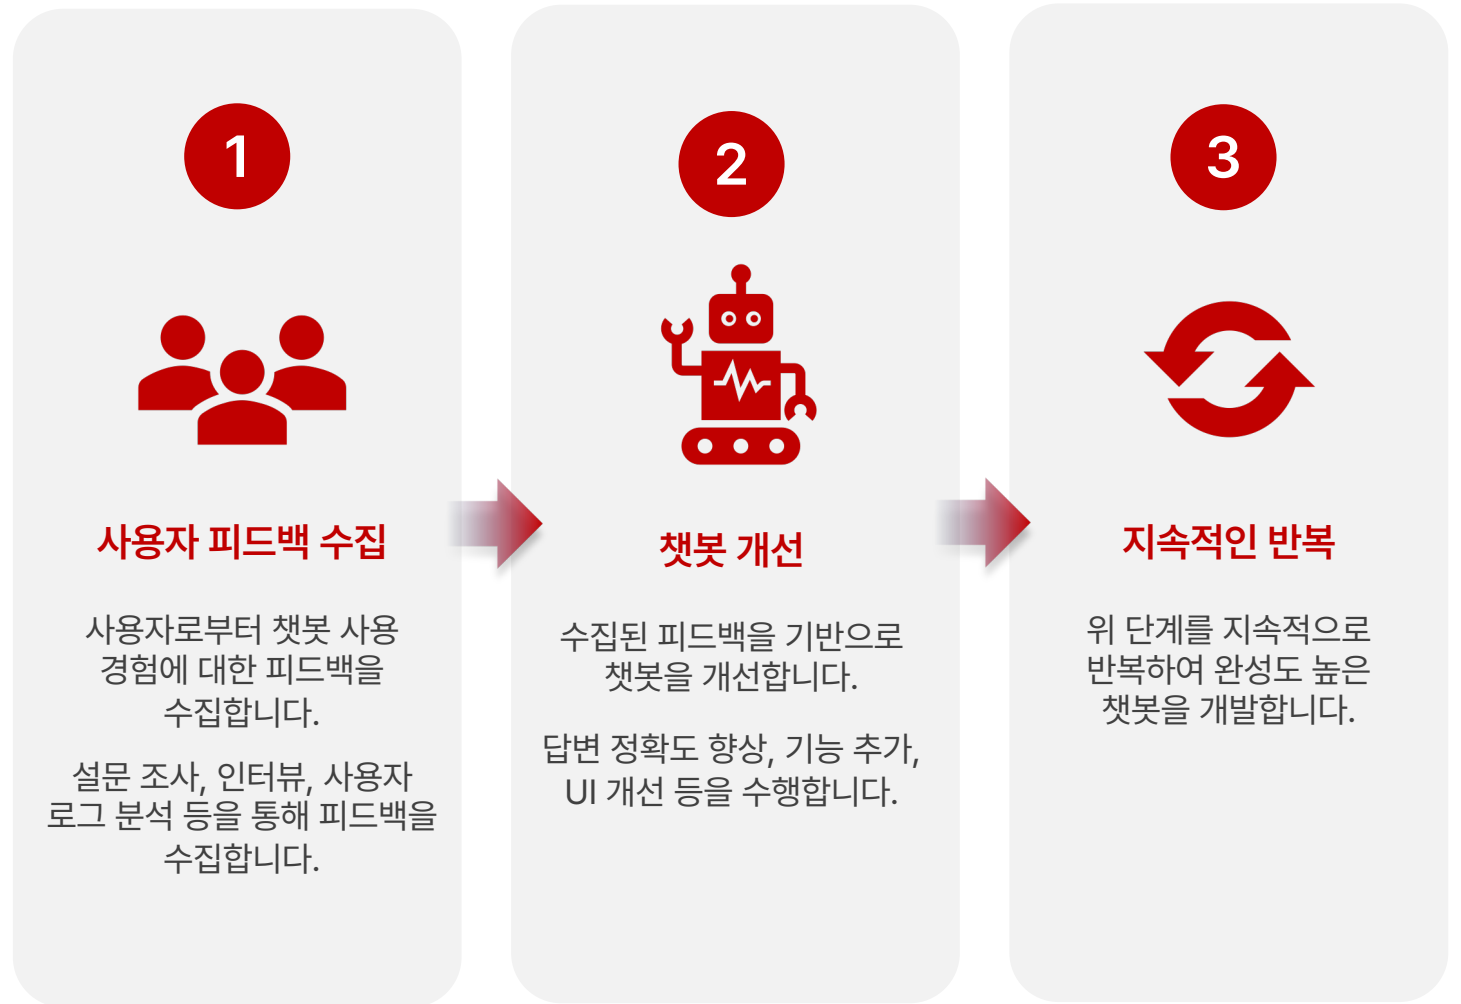 1
사용자 피드백 수집
사용자로부터 챗봇 사용
경험에 대한 피드백을
수집합니다.
설문 조사, 인터뷰, 사용자
로그 분석 등을 통해 피드백을
수집합니다.
2
챗봇 개선
수집된 피드백을 기반으로
챗봇을 개선합니다.
답변 정확도 향상, 기능 추가,
UI 개선 등을 수행합니다.
3
지속적인 반복
위 단계를 지속적으로
반복하여 완성도 높은
챗봇을 개발합니다.